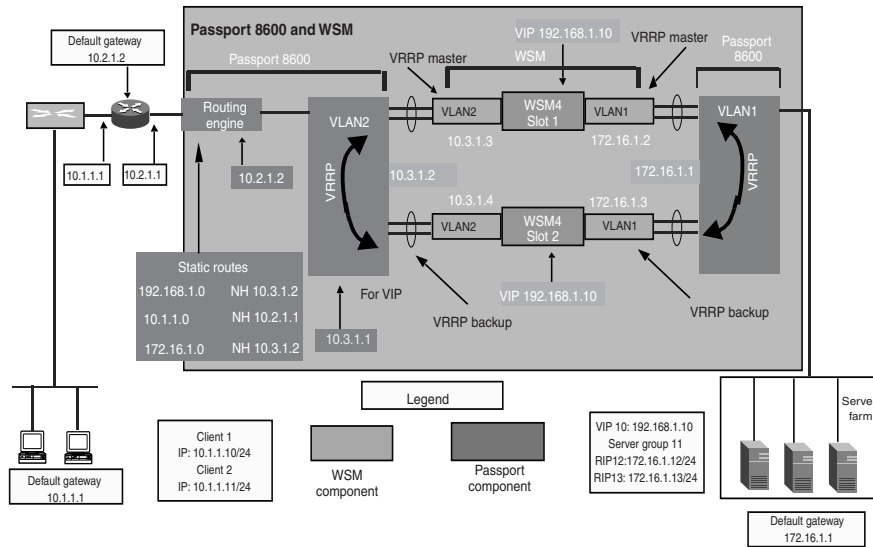 Passport 8600 and WSM
Default gateway
10.2.1.2
Passport 8600
VRRP master
VIP 192.168.1.10
WSM
VRRP master
Passport
8600
Routing
engine
VLAN2
VLAN2
WSM4
Slot 1
VLAN1
VLAN1
10.3.1.3
172.16.1.2
10.1.1.1
10.2.1.1
10.2.1.2
VRRP
10.3.1.2
172.16.1.1
VRRP
10.3.1.4
172.16.1.3
VLAN2
WSM4
Slot 2
VLAN1
Static routes
192.168.1.0 NH 10.3.1.2
10.1.1.0 NH 10.2.1.1
172.16.1.0 NH 10.3.1.2
For VIP
10.3.1.1
VIP 192.168.1.10
VRRP backup
VRRP backup
Legend
WSM
component
Passport
component
Client 1
IP: 10.1.1.10/24
Client 2
IP: 10.1.1.11/24
VIP 10: 192.168.1.10
Server group 11
RIP12:172.16.1.12/24
RIP13: 172.16.1.13/24
Serve
farm
Default gateway
10.1.1.1
Default gateway
172.16.1.1